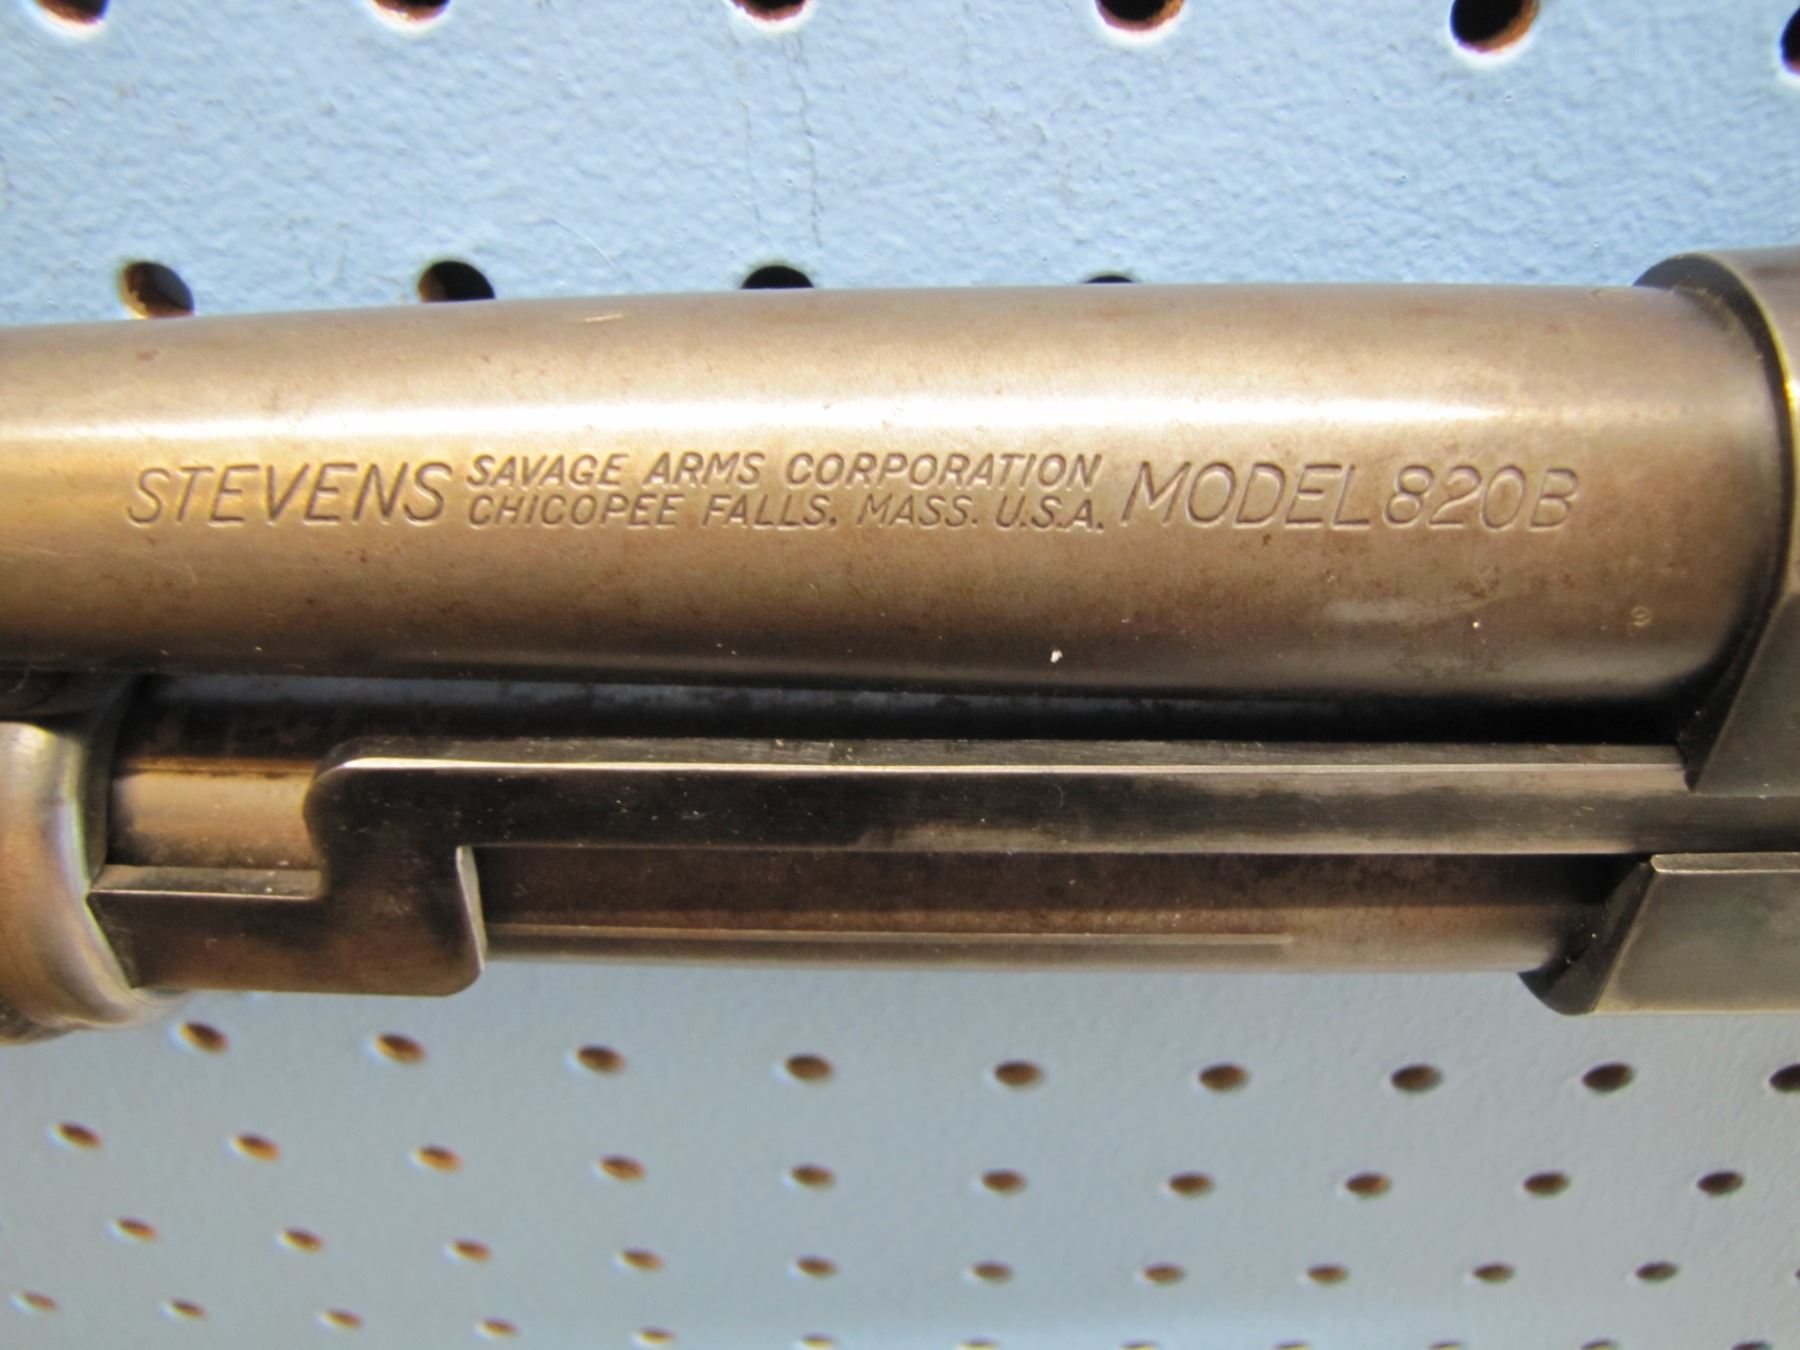 STEVENS SAVAGE ARMS CORPORATION MODEL 820B
CHICOPEE FALLS, MASS. U.S.A.